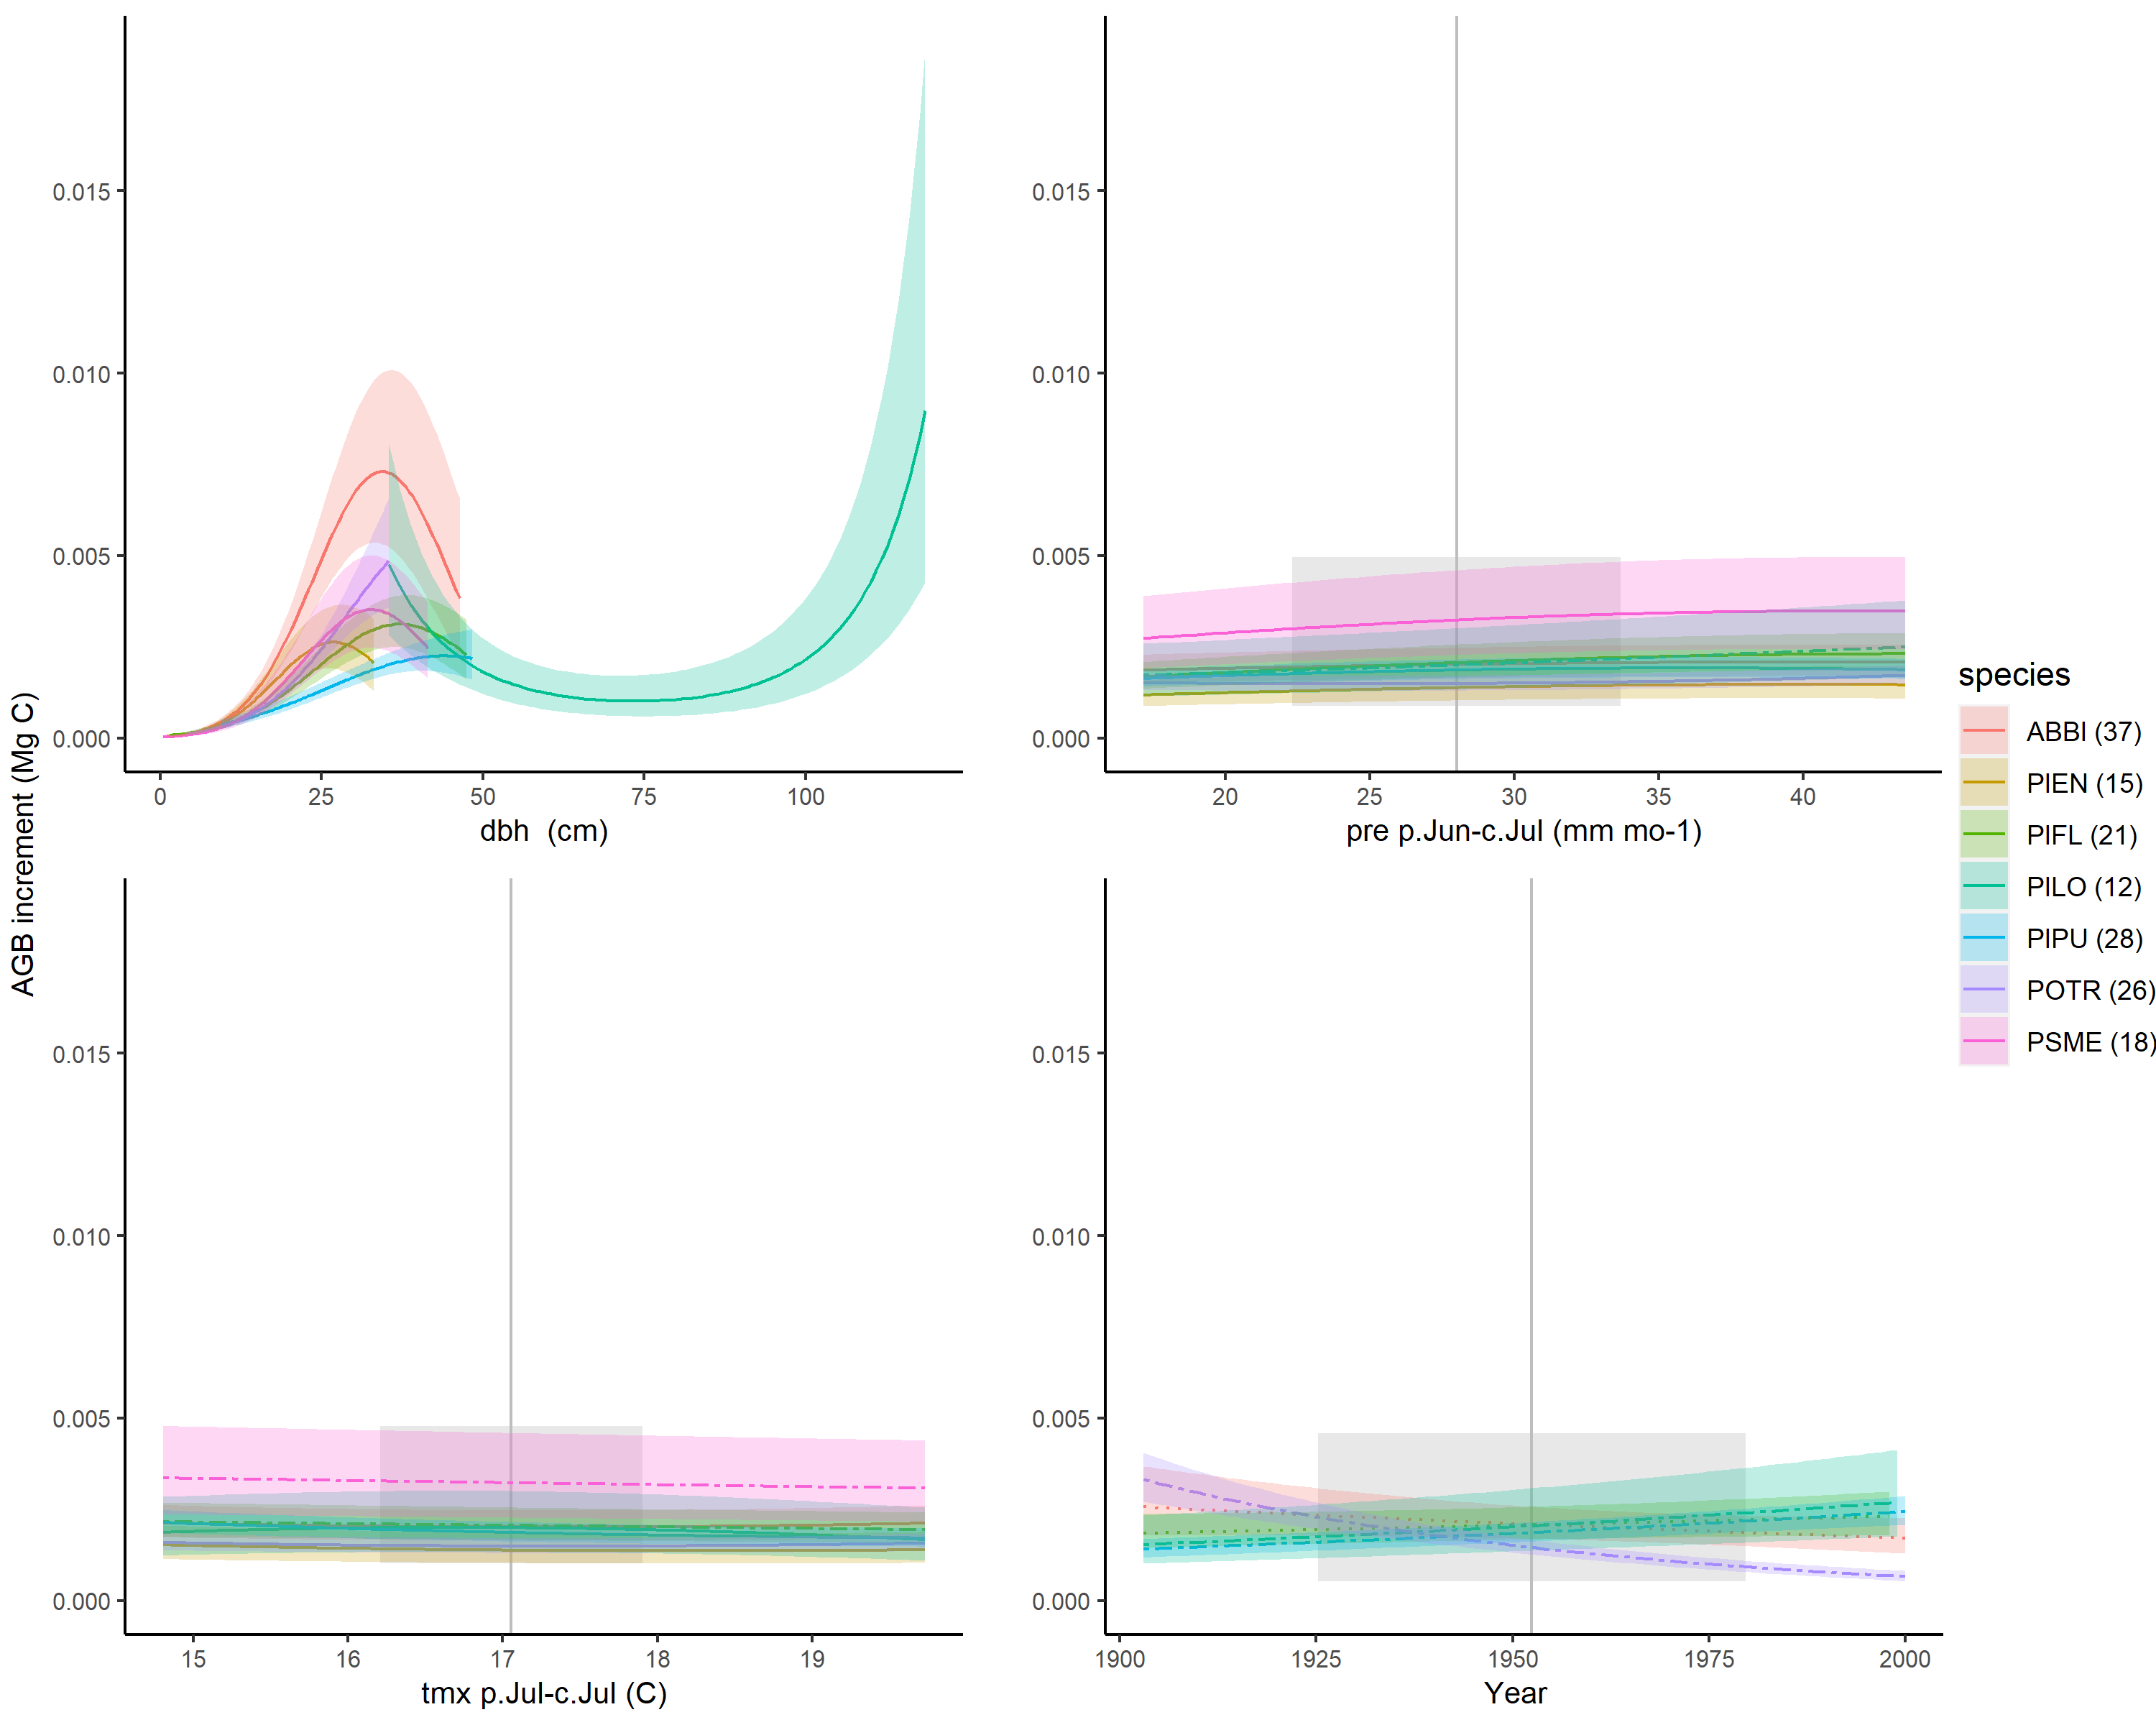 AGB increment (Mg C)
0.015
0.010
0.005
0.000
0
25
50
75
100
dbh  (cm)
0.015
0.010
0.005
0.000
20
25
30
35
40
pre p.Jun-c.Jul (mm mo-1)
0.015
0.010
0.005
0.000
15
16
17
18
19
tmx p.Jul-c.Jul (C)
0.015
0.010
0.005
0.000
1900
1925
1950
1975
2000
Year
species
ABBI (37)
PIEN (15)
PIFL (21)
PILO (12)
PIPU (28)
POTR (26)
PSME (18)